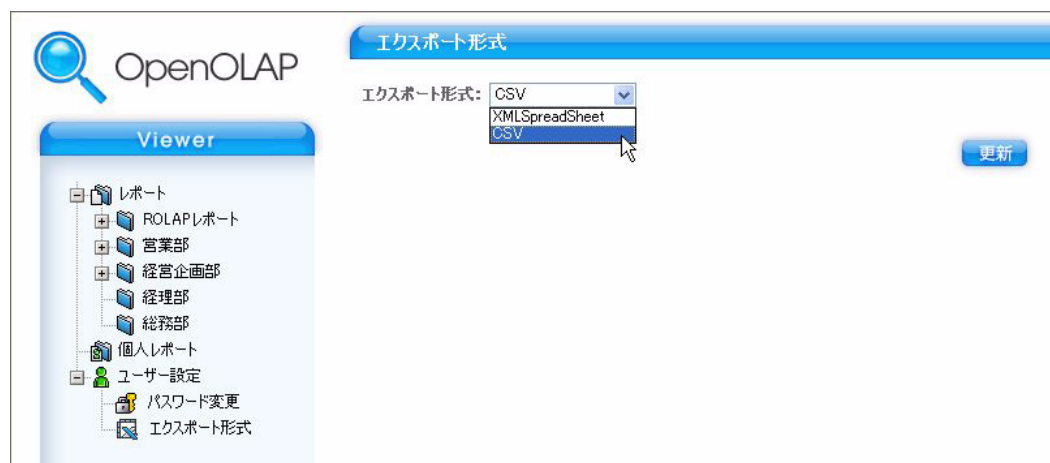 OpenOLAP
Viewer
レポート
ROLAPレポート
営業部
経営企画部
経理部
総務部
個人レポート
ユーザー設定
パスワード変更
エクスポート形式
エクスポート形式
エクスポート形式: CSV
XMLSpreadSheet
CSV
更新